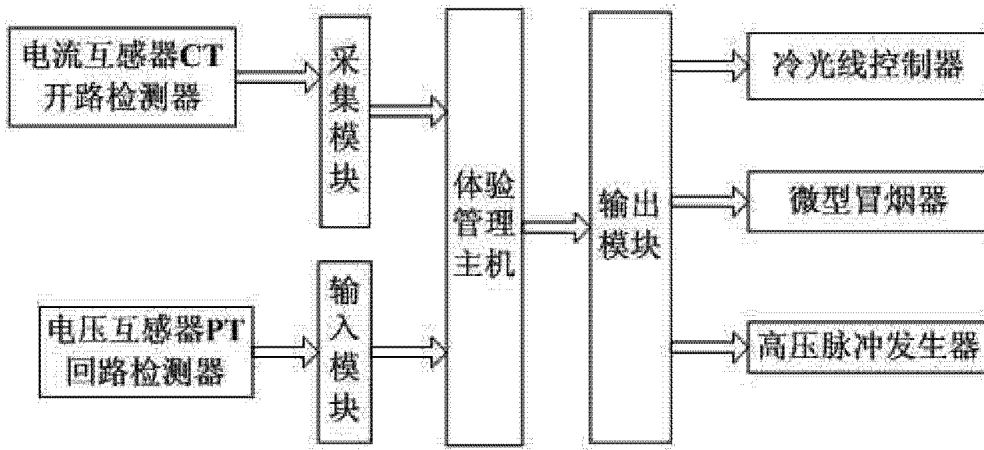 电流互感器CT
开路检测器
采
集
模
块
电压互感器PT
回路检测器
输
入
模
块
体验
管理
主机
输出
模块
冷光线控制器
微型冒烟器
高压脉冲发生器